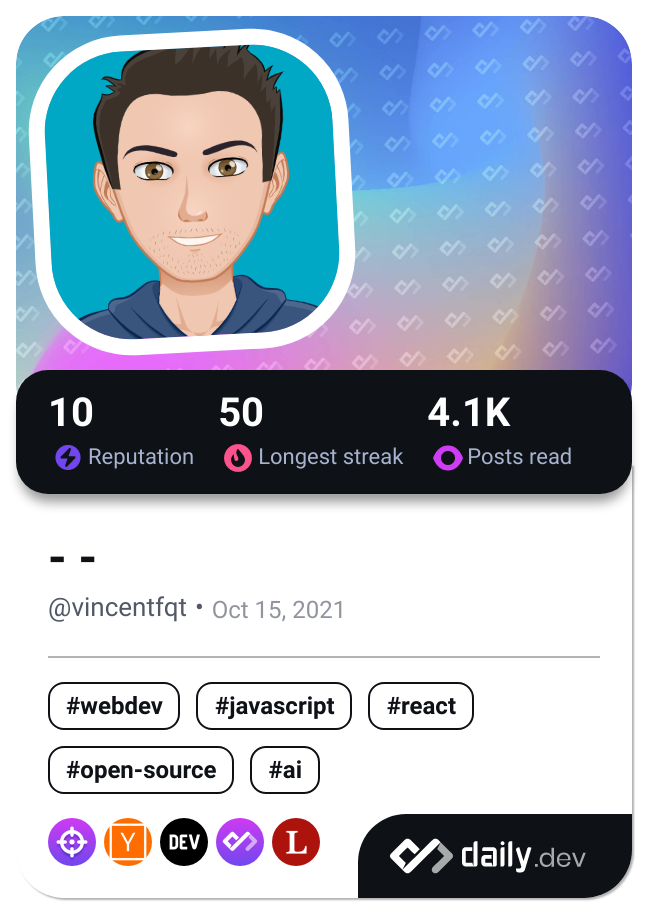 10 50 4.1K
Reputation Longest streak Posts read
- -
@vincentfqt • Oct 15, 2021
#webdev #javascript #react
#open-source #ai
Y DEV L
daily.dev